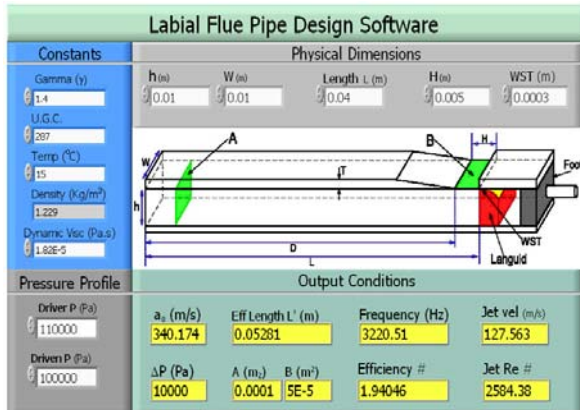 Labial Flue Pipe Design Software
Constants
Gamma (γ)
1.4
U.G.C.
287
Temp (°C)
15
Density (Kg/m³)
1.229
Dynamic Visc (Pa.s)
1.82E-5
Pressure Profile
Driver P (Pa)
110000
Driven P (Pa)
100000
Physical Dimensions
h (m) W (m) Length L (m) H (m) WST (m)
0.01 0.01 0.04 0.005 0.0003
A B H
W T Foot
h
WST
D Languid
L
Output Conditions
a₀ (m/s) Eff Length L' (m) Frequency (Hz) Jet vel (m/s)
340.174 0.05281 3220.51 127.563
ΔP (Pa) A (m₂) B (m²) Efficiency # Jet Re #
10000 0.0001 5E-5 1.94046 2584.38